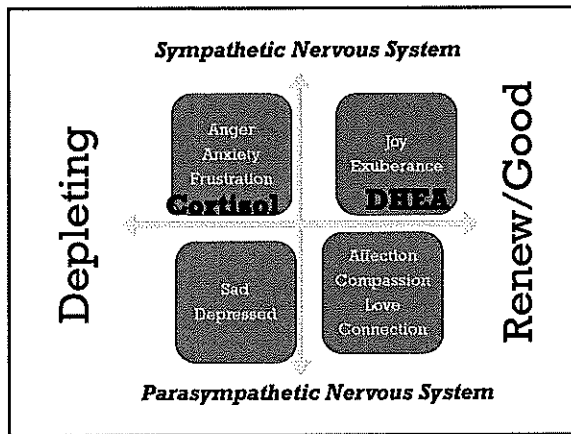 Sympathetic Nervous System
Depleting
Anger
Anxiety
Frustration
Cortisol
Joy
Exuberance
DHEA
Renew/Good
Sad
Depressed
Affection
Compassion
Love
Connection
Parasympathetic Nervous System